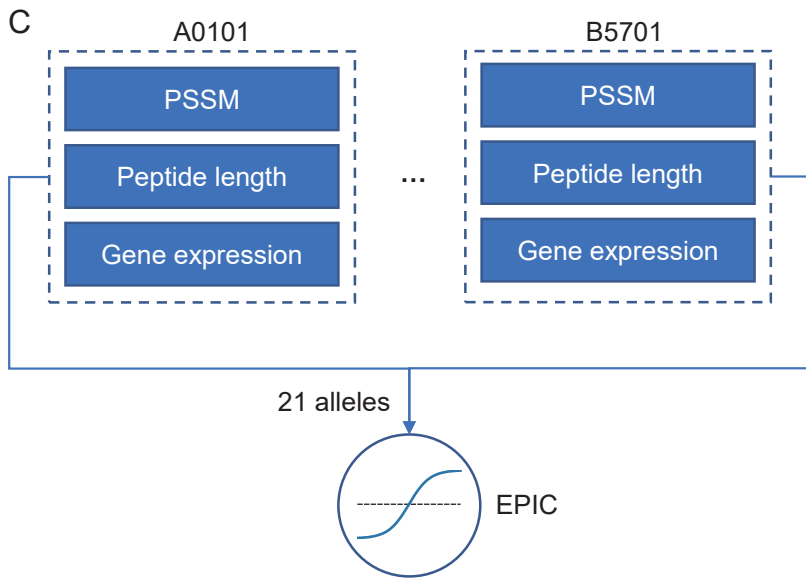 C
A0101
B5701
PSSM
PSSM
Peptide length
...
Peptide length
Gene expression
Gene expression
21 alleles
EPIC